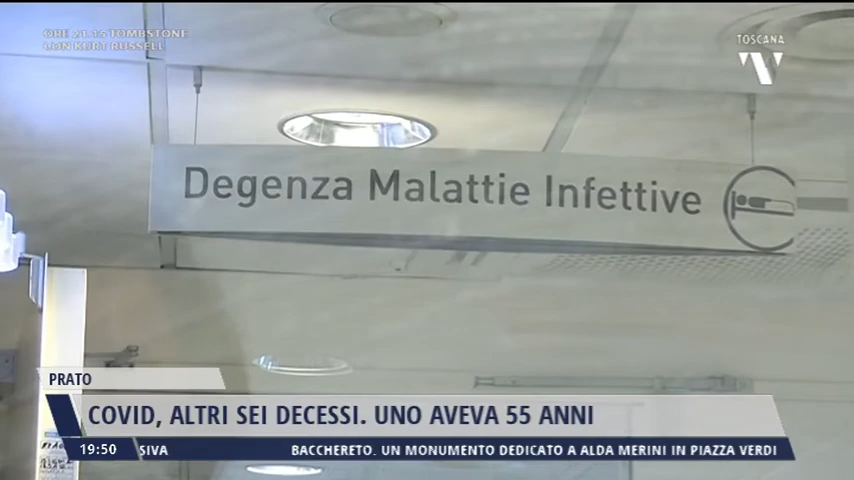 ORE 21.15 TOMBSTONE
CON KURT RUSSELL
TOSCANA
TV
Degenza Malattie Infettive
PRATO
COVID, ALTRI SEI DECESSI. UNO AVEVA 55 ANNI
19:50
SIVA
BACCHERETO. UN MONUMENTO DEDICATO A ALDA MERINI IN PIAZZA VERDI